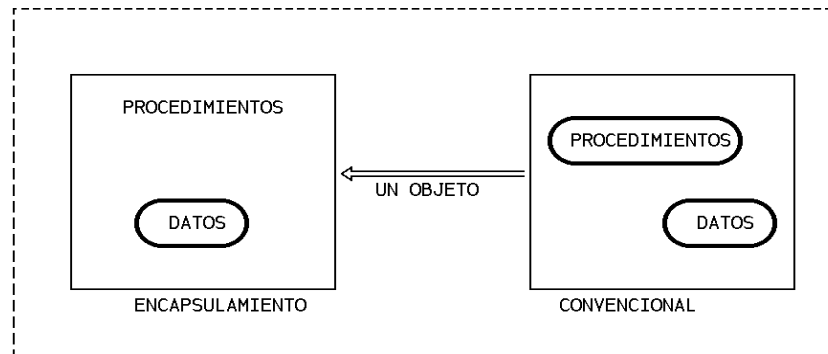 PROCEDIMIENTOS
DATOS
ENCAPSULAMIENTO
UN OBJETO
PROCEDIMIENTOS
DATOS
CONVENCIONAL